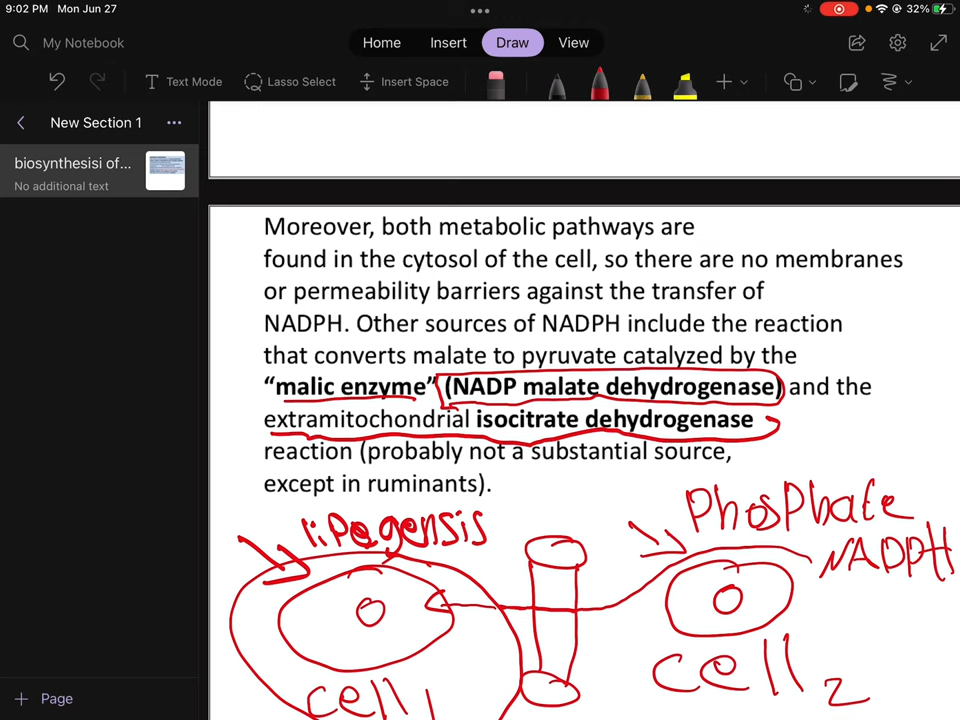 9:02 PM Mon Jun 27
32%
My Notebook
Home Insert Draw View
Text Mode Lasso Select Insert Space
New Section 1
biosynthesisi of...
No additional text
Moreover, both metabolic pathways are
found in the cytosol of the cell, so there are no membranes
or permeability barriers against the transfer of
NADPH. Other sources of NADPH include the reaction
that converts malate to pyruvate catalyzed by the
“malic enzyme” (NADP malate dehydrogenase) and the
extramitochondrial isocitrate dehydrogenase
reaction (probably not a substantial source,
except in ruminants).
lipogensis
Phosphate
NADPH
cell 1
cell 2
Page